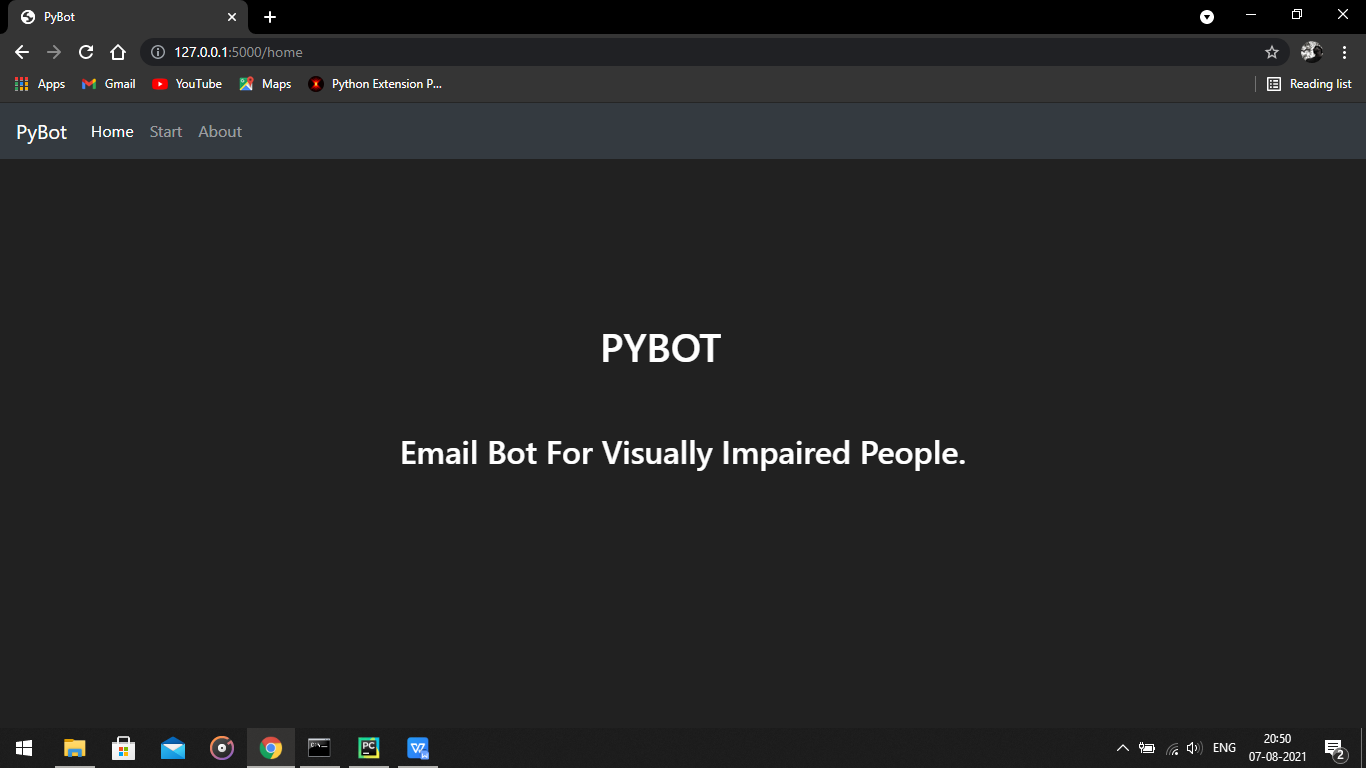 PyBot
127.0.0.1:5000/home
Apps Gmail YouTube Maps Python Extension P... Reading list
PyBot Home Start About
PYBOT
Email Bot For Visually Impaired People.
20:50
ENG
07-08-2021
2